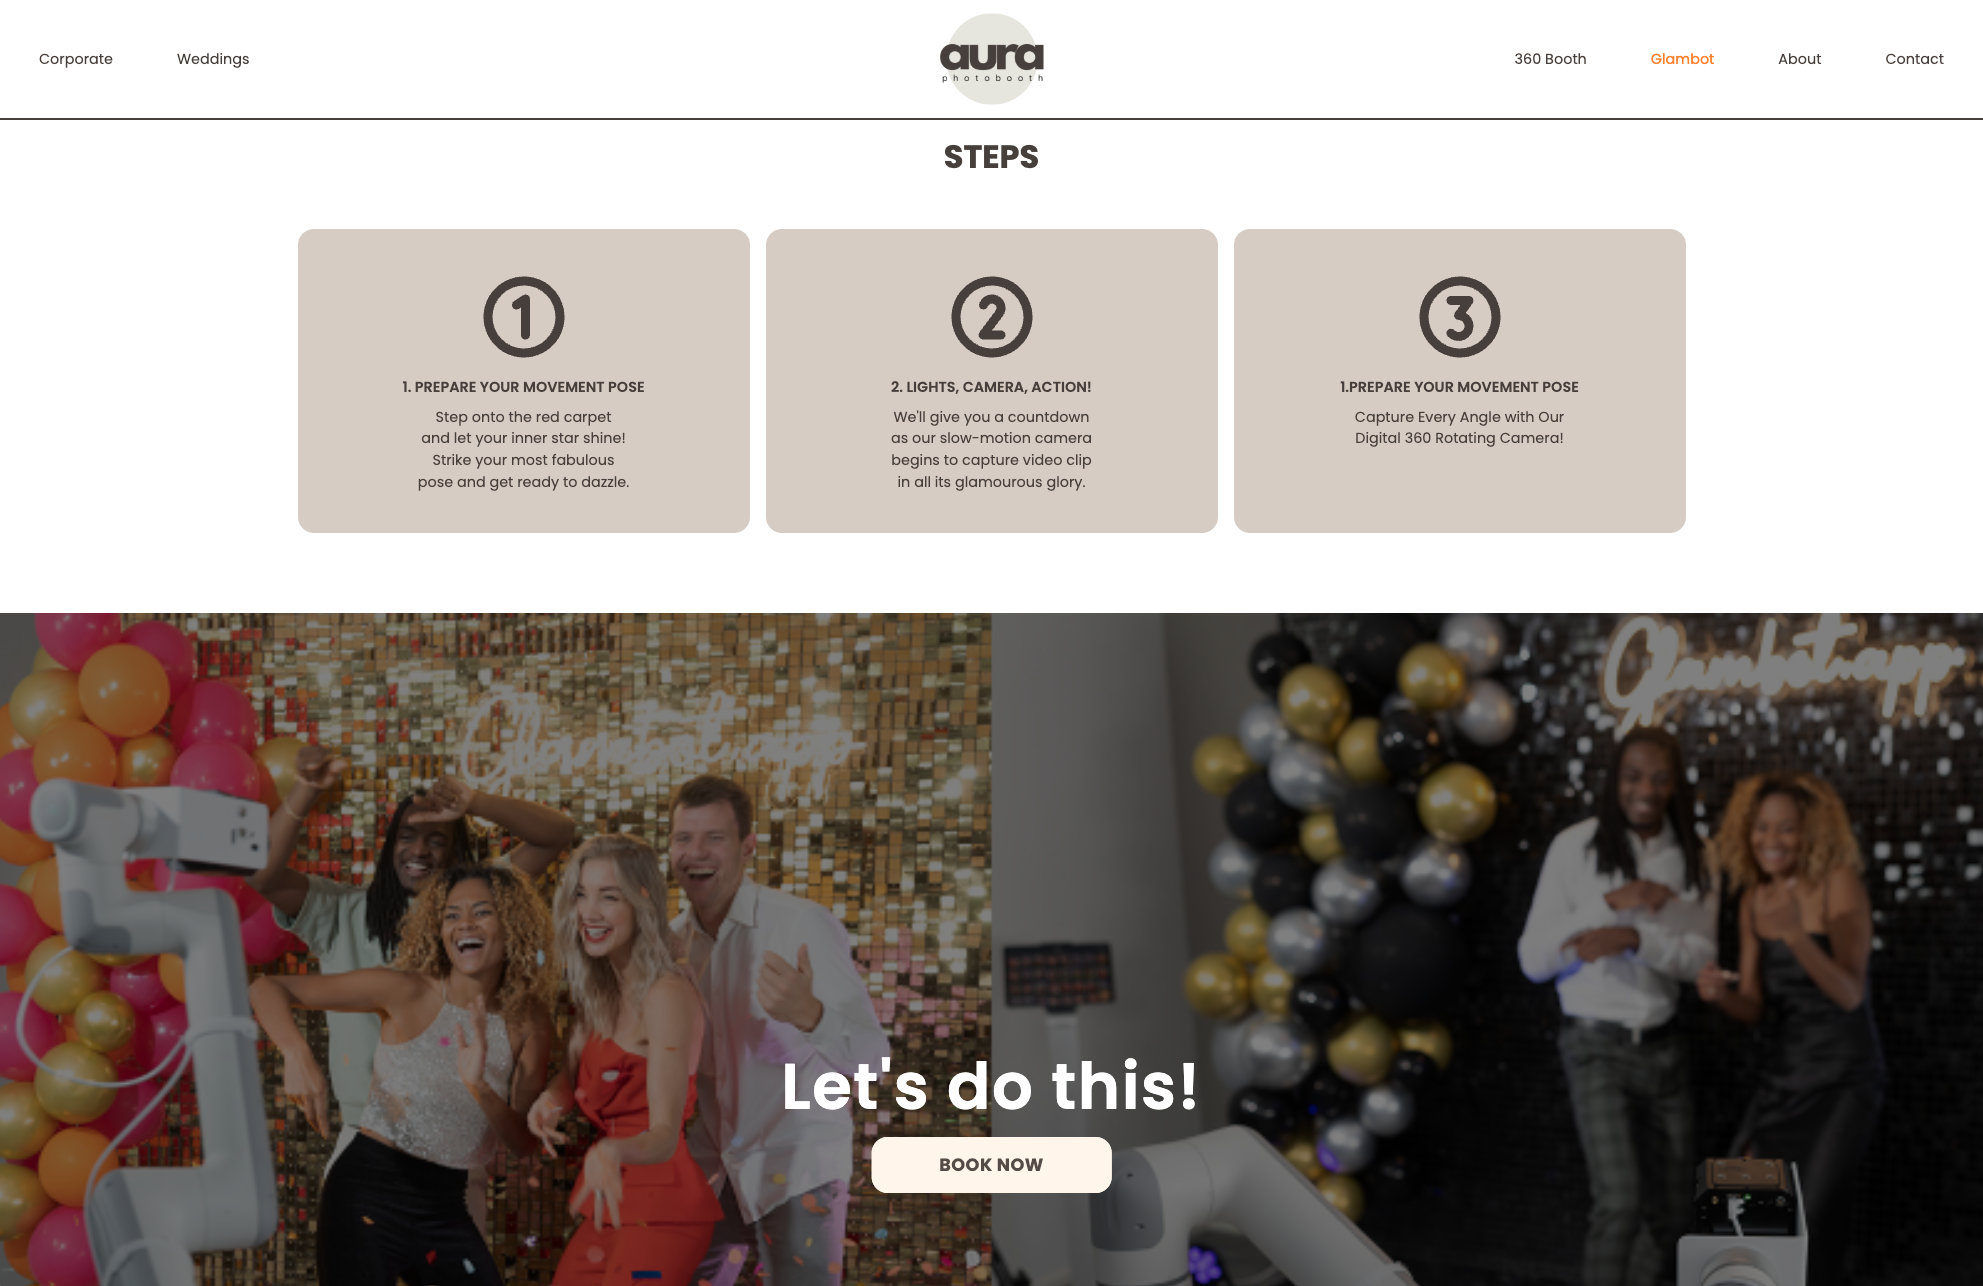 Corporate
Weddings
aura
photobooth
360 Booth
Glambot
About
Contact
STEPS
1
1. PREPARE YOUR MOVEMENT POSE
Step onto the red carpet
and let your inner star shine!
Strike your most fabulous
pose and get ready to dazzle.
2
2. LIGHTS, CAMERA, ACTION!
We'll give you a countdown
as our slow-motion camera
begins to capture video clip
in all its glamourous glory.
3
1.PREPARE YOUR MOVEMENT POSE
Capture Every Angle with Our
Digital 360 Rotating Camera!
Glambot.app
Glambot.app
Let's do this!
BOOK NOW